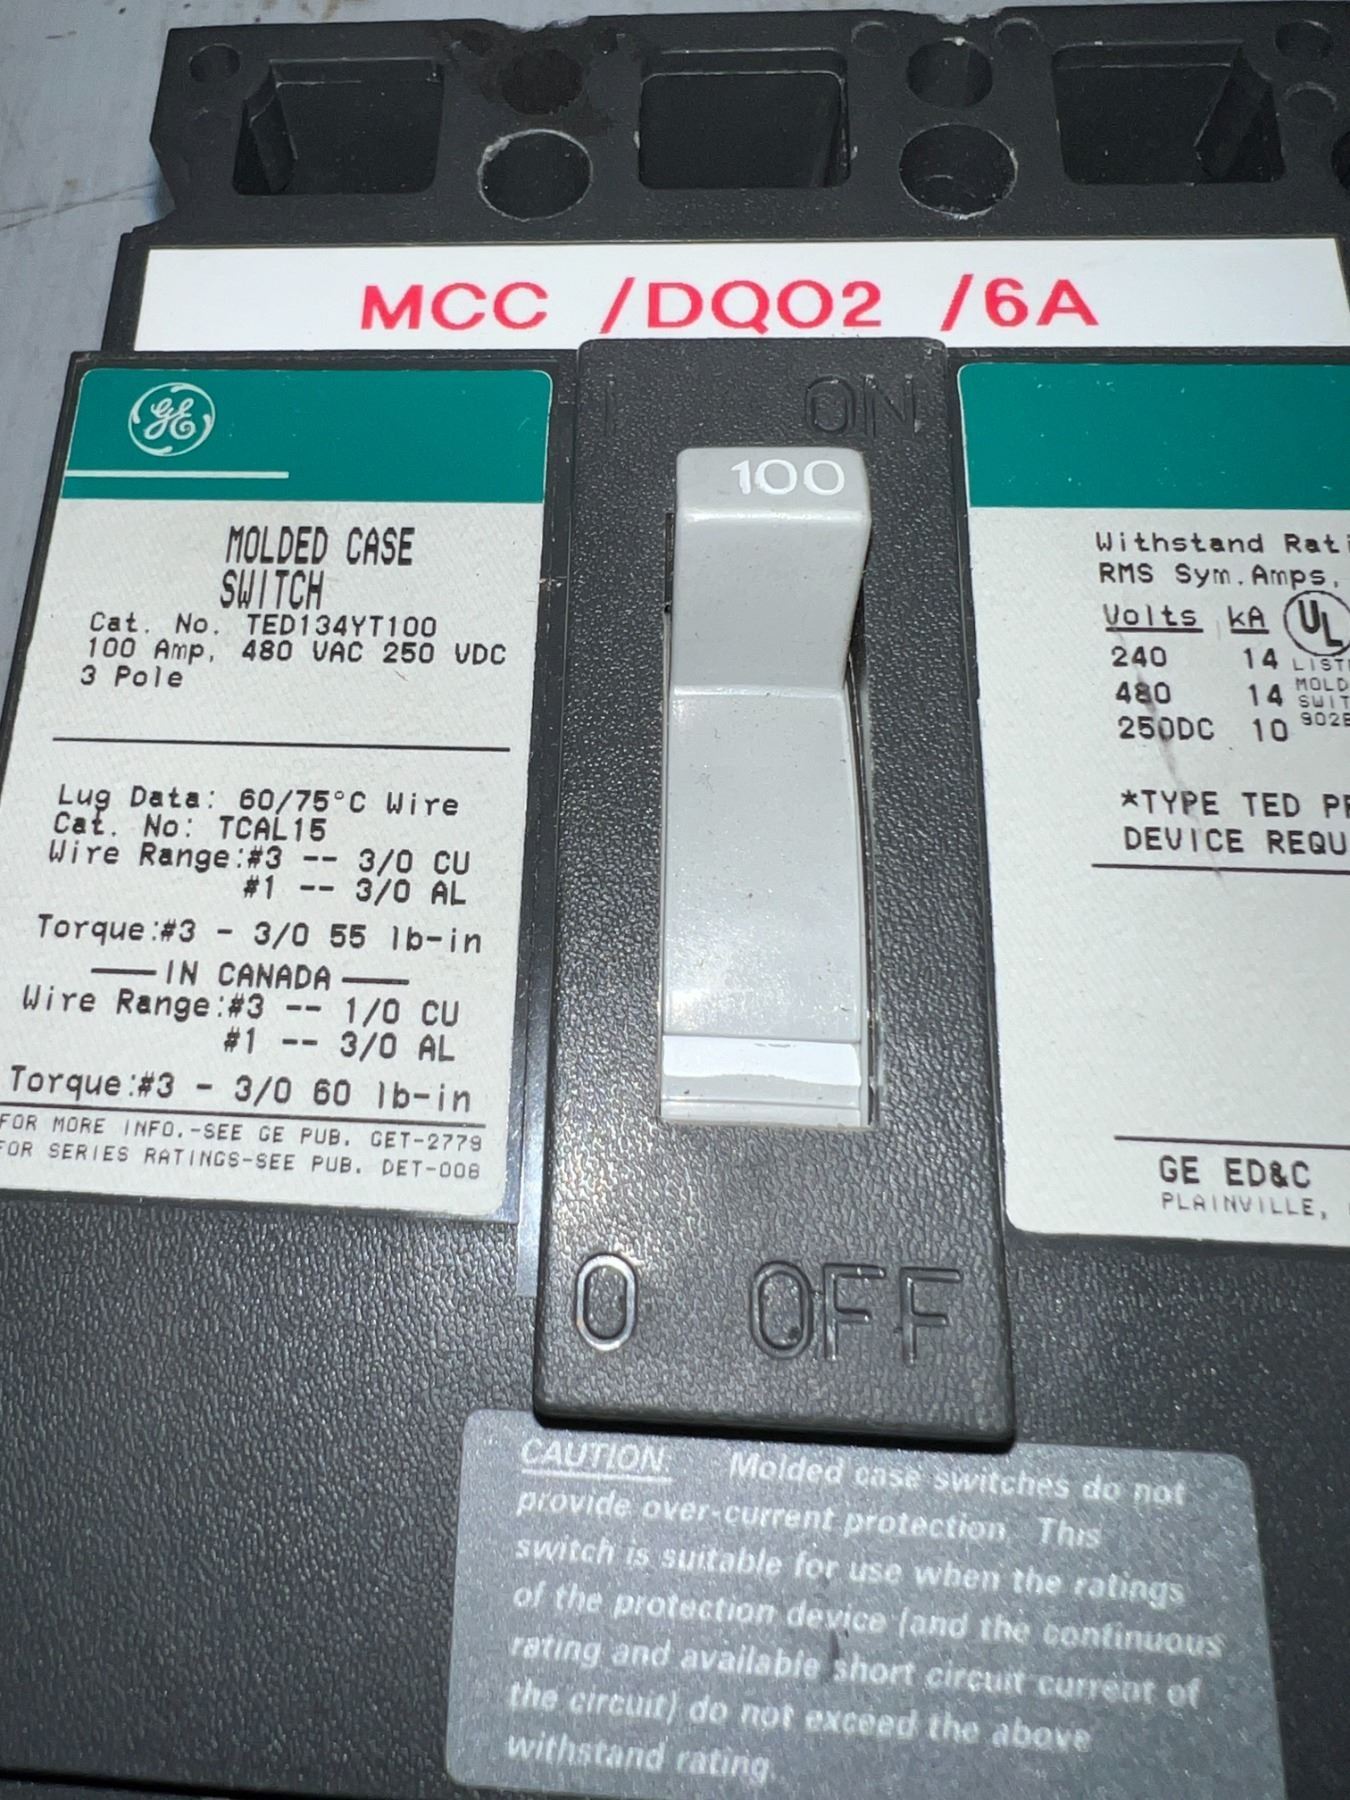 MCC /DQO2 /6A
GE
MOLDED CASE
SWITCH
Cat. No. TED134YT100
100 Amp, 480 VAC 250 VDC
3 Pole
Lug Data: 60/75°C Wire
Cat. No: TCAL15
Wire Range:#3 -- 3/0 CU
#1 -- 3/0 AL
Torque:#3 - 3/0 55 lb-in
IN CANADA
Wire Range:#3 -- 1/0 CU
#1 -- 3/0 AL
Torque:#3 - 3/0 60 lb-in
FOR MORE INFO.-SEE GE PUB. GET-2779
FOR SERIES RATINGS-SEE PUB. DET-008
I ON
100
O OFF
Withstand
RMS Sym.Amps.
Volts kA UL
240 14
480 14
250DC 10
*TYPE TED
DEVICE
GE ED&C
PLAINVILLE,
CAUTION: Molded case switches do not
provide over-current protection. This
switch is suitable for use when the ratings
of the protection device (and the continuous
rating and available short circuit current of
the circuit) do not exceed the above
withstand rating.